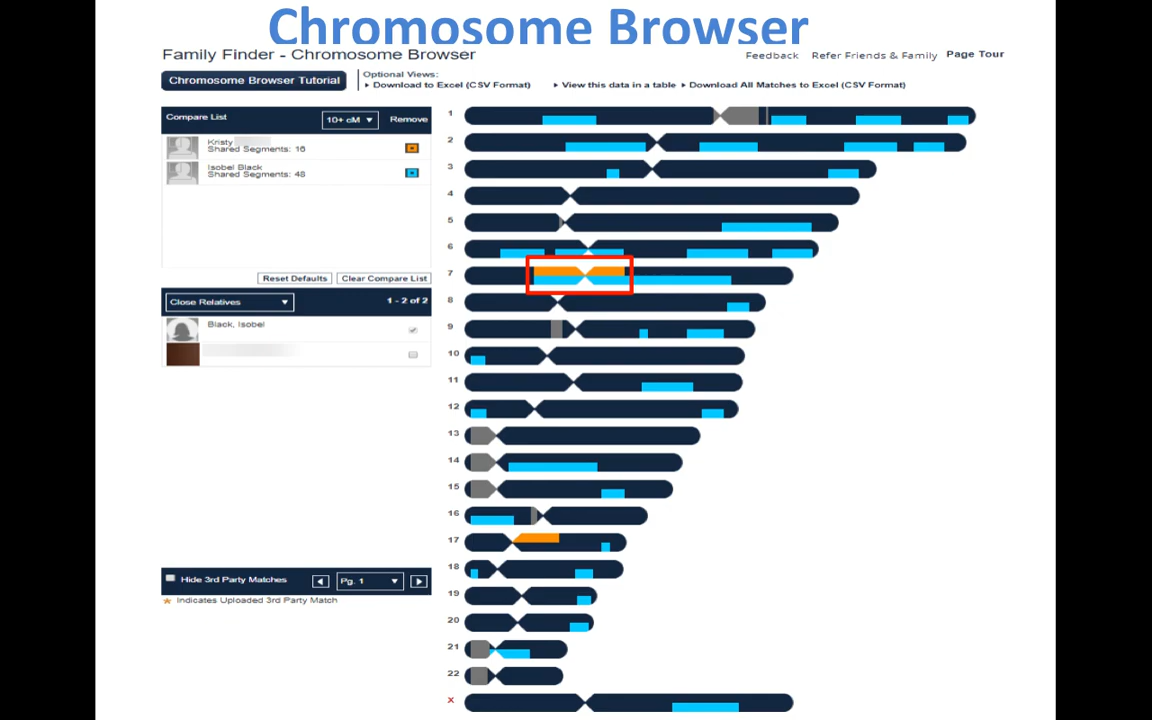 Chromosome Browser
Family Finder - Chromosome Browser
Feedback Refer Friends & Family Page Tour
Chromosome Browser Tutorial
Optional Views:
Download to Excel (CSV Format) View this data in a table Download All Matches to Excel (CSV Format)
Compare List 10+ cM Remove
Kristy
Shared Segments: 16
Isobel Black
Shared Segments: 48
Reset Defaults Clear Compare List
Close Relatives 1 - 2 of 2
Black, Isobel
Hide 3rd Party Matches Pg. 1
Indicates Uploaded 3rd Party Match
1
2
3
4
5
6
7
8
9
10
11
12
13
14
15
16
17
18
19
20
21
22
X